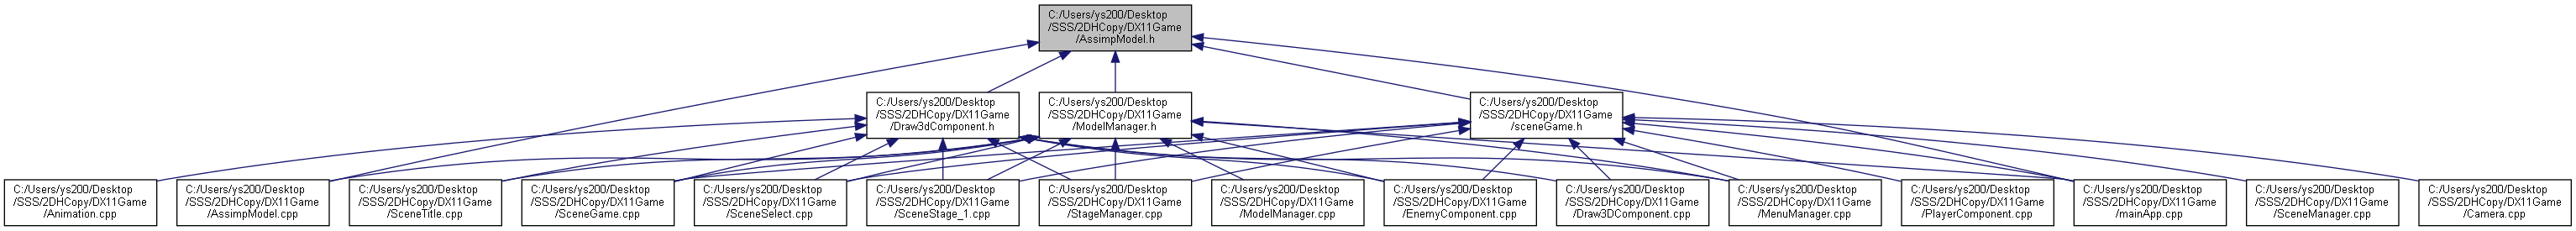 C:/Users/ys200/Desktop
/SSS/2DHCopy/DX11Game
/AssimpModel.h
C:/Users/ys200/Desktop
/SSS/2DHCopy/DX11Game
/Draw3dComponent.h
C:/Users/ys200/Desktop
/SSS/2DHCopy/DX11Game
/ModelManager.h
C:/Users/ys200/Desktop
/SSS/2DHCopy/DX11Game
/sceneGame.h
C:/Users/ys200/Desktop
/SSS/2DHCopy/DX11Game
/Animation.cpp
C:/Users/ys200/Desktop
/SSS/2DHCopy/DX11Game
/AssimpModel.cpp
C:/Users/ys200/Desktop
/SSS/2DHCopy/DX11Game
/SceneTitle.cpp
C:/Users/ys200/Desktop
/SSS/2DHCopy/DX11Game
/SceneGame.cpp
C:/Users/ys200/Desktop
/SSS/2DHCopy/DX11Game
/SceneSelect.cpp
C:/Users/ys200/Desktop
/SSS/2DHCopy/DX11Game
/SceneStage_1.cpp
C:/Users/ys200/Desktop
/SSS/2DHCopy/DX11Game
/StageManager.cpp
C:/Users/ys200/Desktop
/SSS/2DHCopy/DX11Game
/ModelManager.cpp
C:/Users/ys200/Desktop
/SSS/2DHCopy/DX11Game
/EnemyComponent.cpp
C:/Users/ys200/Desktop
/SSS/2DHCopy/DX11Game
/Draw3DComponent.cpp
C:/Users/ys200/Desktop
/SSS/2DHCopy/DX11Game
/MenuManager.cpp
C:/Users/ys200/Desktop
/SSS/2DHCopy/DX11Game
/PlayerComponent.cpp
C:/Users/ys200/Desktop
/SSS/2DHCopy/DX11Game
/mainApp.cpp
C:/Users/ys200/Desktop
/SSS/2DHCopy/DX11Game
/SceneManager.cpp
C:/Users/ys200/Desktop
/SSS/2DHCopy/DX11Game
/Camera.cpp